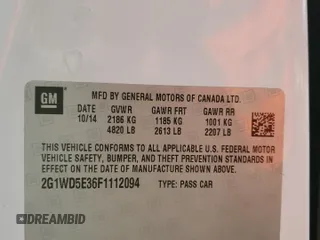 GM
MFD BY GENERAL MOTORS OF CANADA LTD.
DATE GVWR GAWR FRT GAWR RR
10/14 2186 KG 1185 KG 1001 KG
4820 LB 2613 LB 2207 LB
THIS VEHICLE CONFORMS TO ALL APPLICABLE U.S. FEDERAL MOTOR
VEHICLE SAFETY, BUMPER, AND THEFT PREVENTION STANDARDS IN
EFFECT ON THE DATE OF MANUFACTURE SHOWN ABOVE.
2G1WD5E36F1112094 TYPE: PASS CAR
DREAMBID